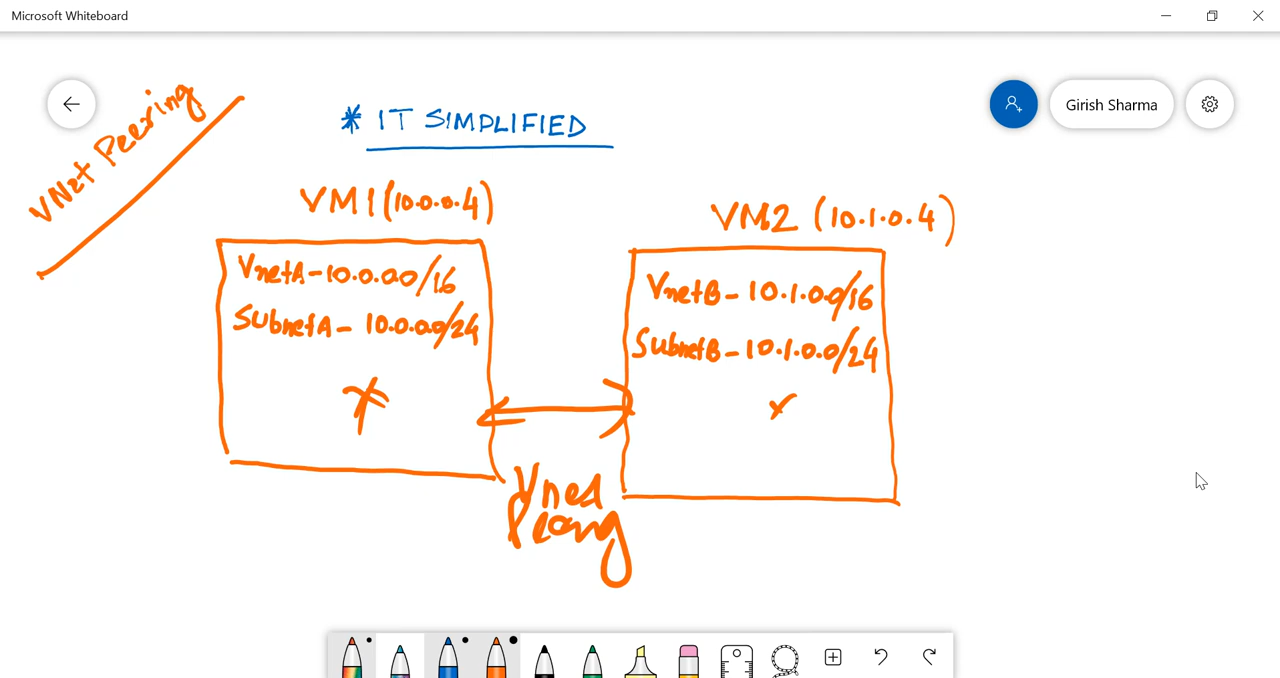 Microsoft Whiteboard
Girish Sharma
VNet Peering
* IT SIMPLIFIED
VM1 (10.0.0.4)
VM2 (10.1.0.4)
VnetA - 10.0.0.0/16
SubnetA - 10.0.0.0/24
VnetB - 10.1.0.0/16
SubnetB - 10.1.0.0/24
Vnet
Peering